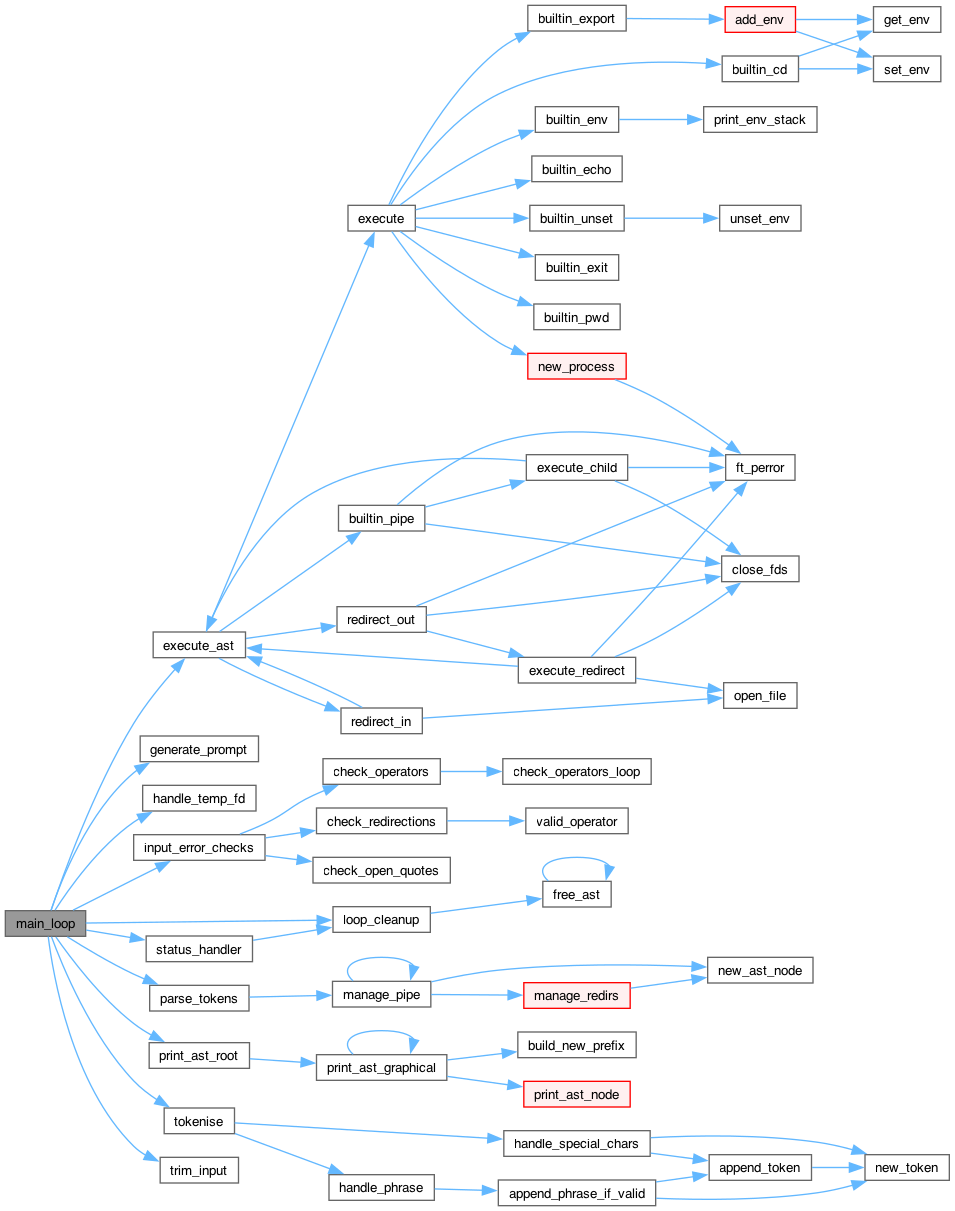 builtin_export
add_env
get_env
builtin_cd
set_env
builtin_env
print_env_stack
builtin_echo
execute
builtin_unset
unset_env
builtin_exit
builtin_pwd
new_process
execute_child
ft_perror
builtin_pipe
close_fds
redirect_out
execute_ast
execute_redirect
open_file
redirect_in
generate_prompt
check_operators
check_operators_loop
handle_temp_fd
check_redirections
valid_operator
input_error_checks
check_open_quotes
free_ast
main_loop
loop_cleanup
status_handler
new_ast_node
parse_tokens
manage_pipe
manage_redirs
build_new_prefix
print_ast_root
print_ast_graphical
print_ast_node
tokenise
handle_special_chars
trim_input
append_token
new_token
handle_phrase
append_phrase_if_valid